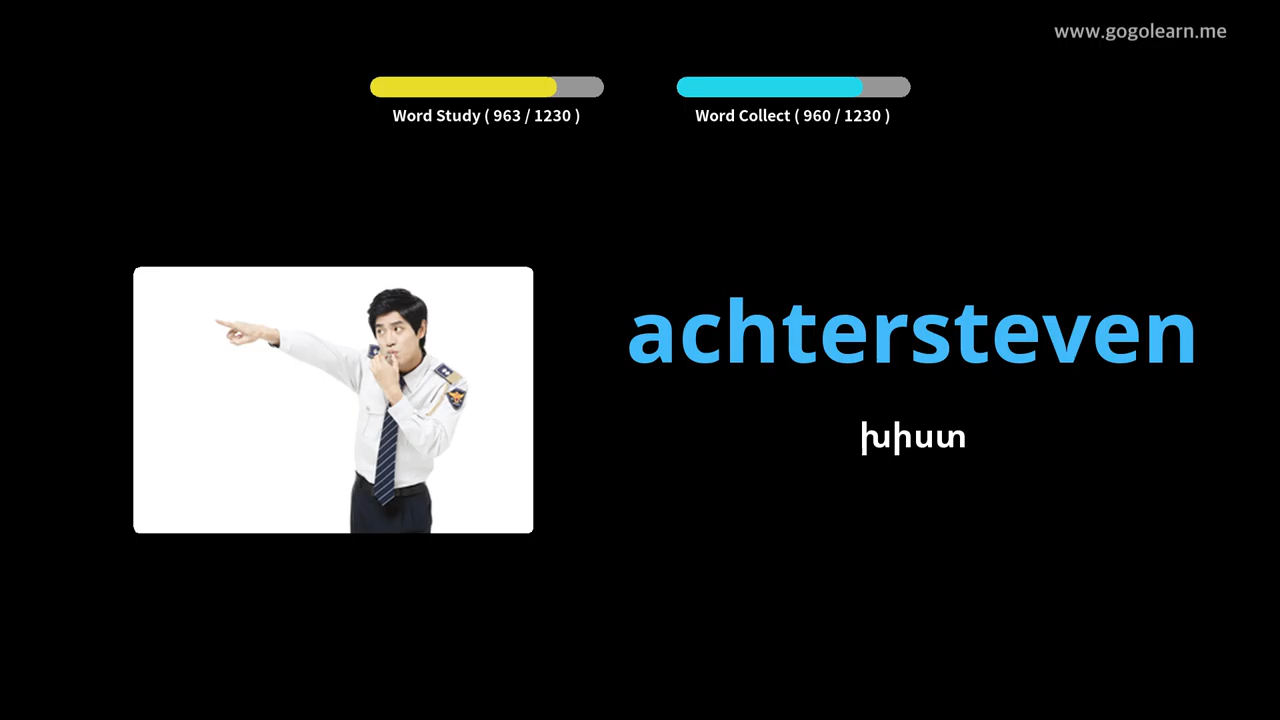 www.gogolearn.me
Word Study ( 963 / 1230 )
Word Collect ( 960 / 1230 )
achtersteven
խիստ